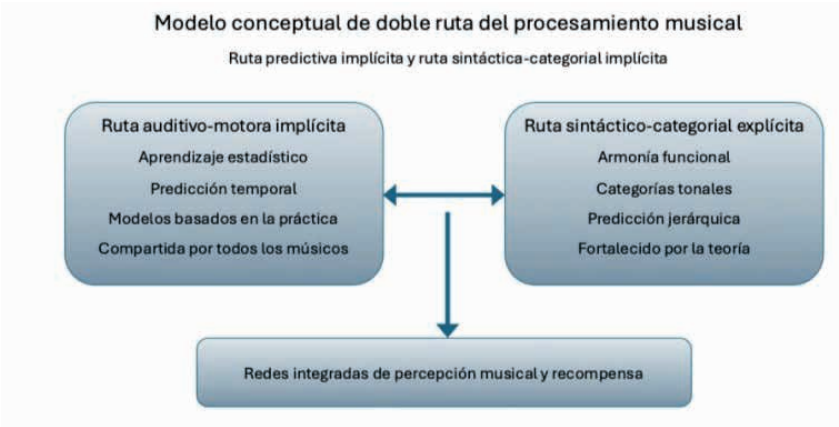 Modelo conceptual de doble ruta del procesamiento musical
Ruta predictiva implícita y ruta sintáctica-categorial implícita
Ruta auditivo-motora implícita
Aprendizaje estadístico
Predicción temporal
Modelos basados en la práctica
Compartida por todos los músicos
Ruta sintáctico-categorial explícita
Armonía funcional
Categorías tonales
Predicción jerárquica
Fortalecido por la teoría
Redes integradas de percepción musical y recompensa